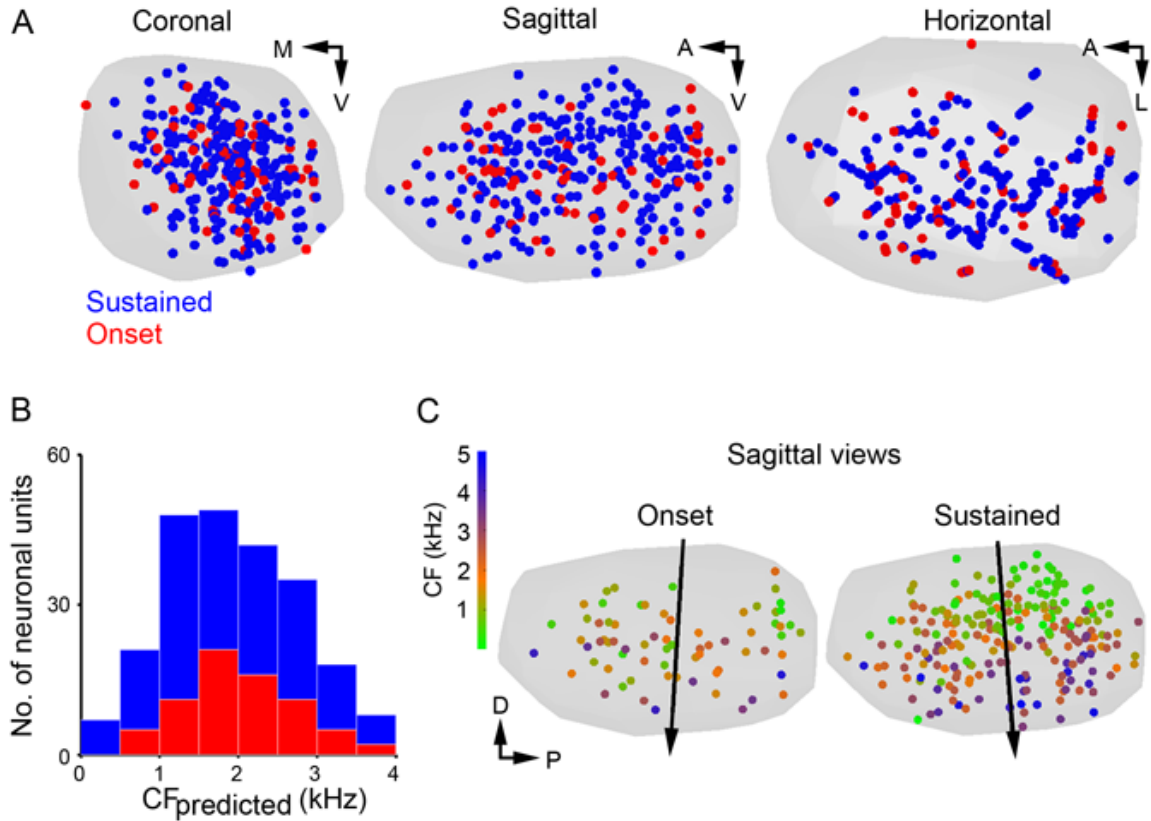 A
Coronal
Sagittal
Horizontal
M
V
A
V
A
L
Sustained
Onset
B
60
30
0
No. of neuronal units
0 1 2 3 4
CFpredicted (kHz)
C
Sagittal views
5
4
3
2
1
CF (kHz)
Onset
Sustained
D
P